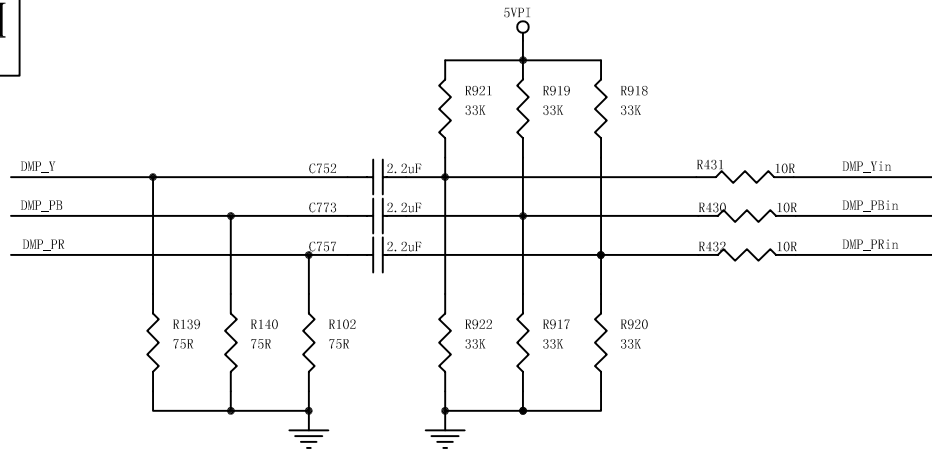 5VPI
R921
33K
R919
33K
R918
33K
DMP_Y
C752
2.2uF
R431
10R
DMP_Yin
DMP_PB
C773
2.2uF
R430
10R
DMP_PBin
DMP_PR
C757
2.2uF
R432
10R
DMP_PRin
R139
75R
R140
75R
R102
75R
R922
33K
R917
33K
R920
33K